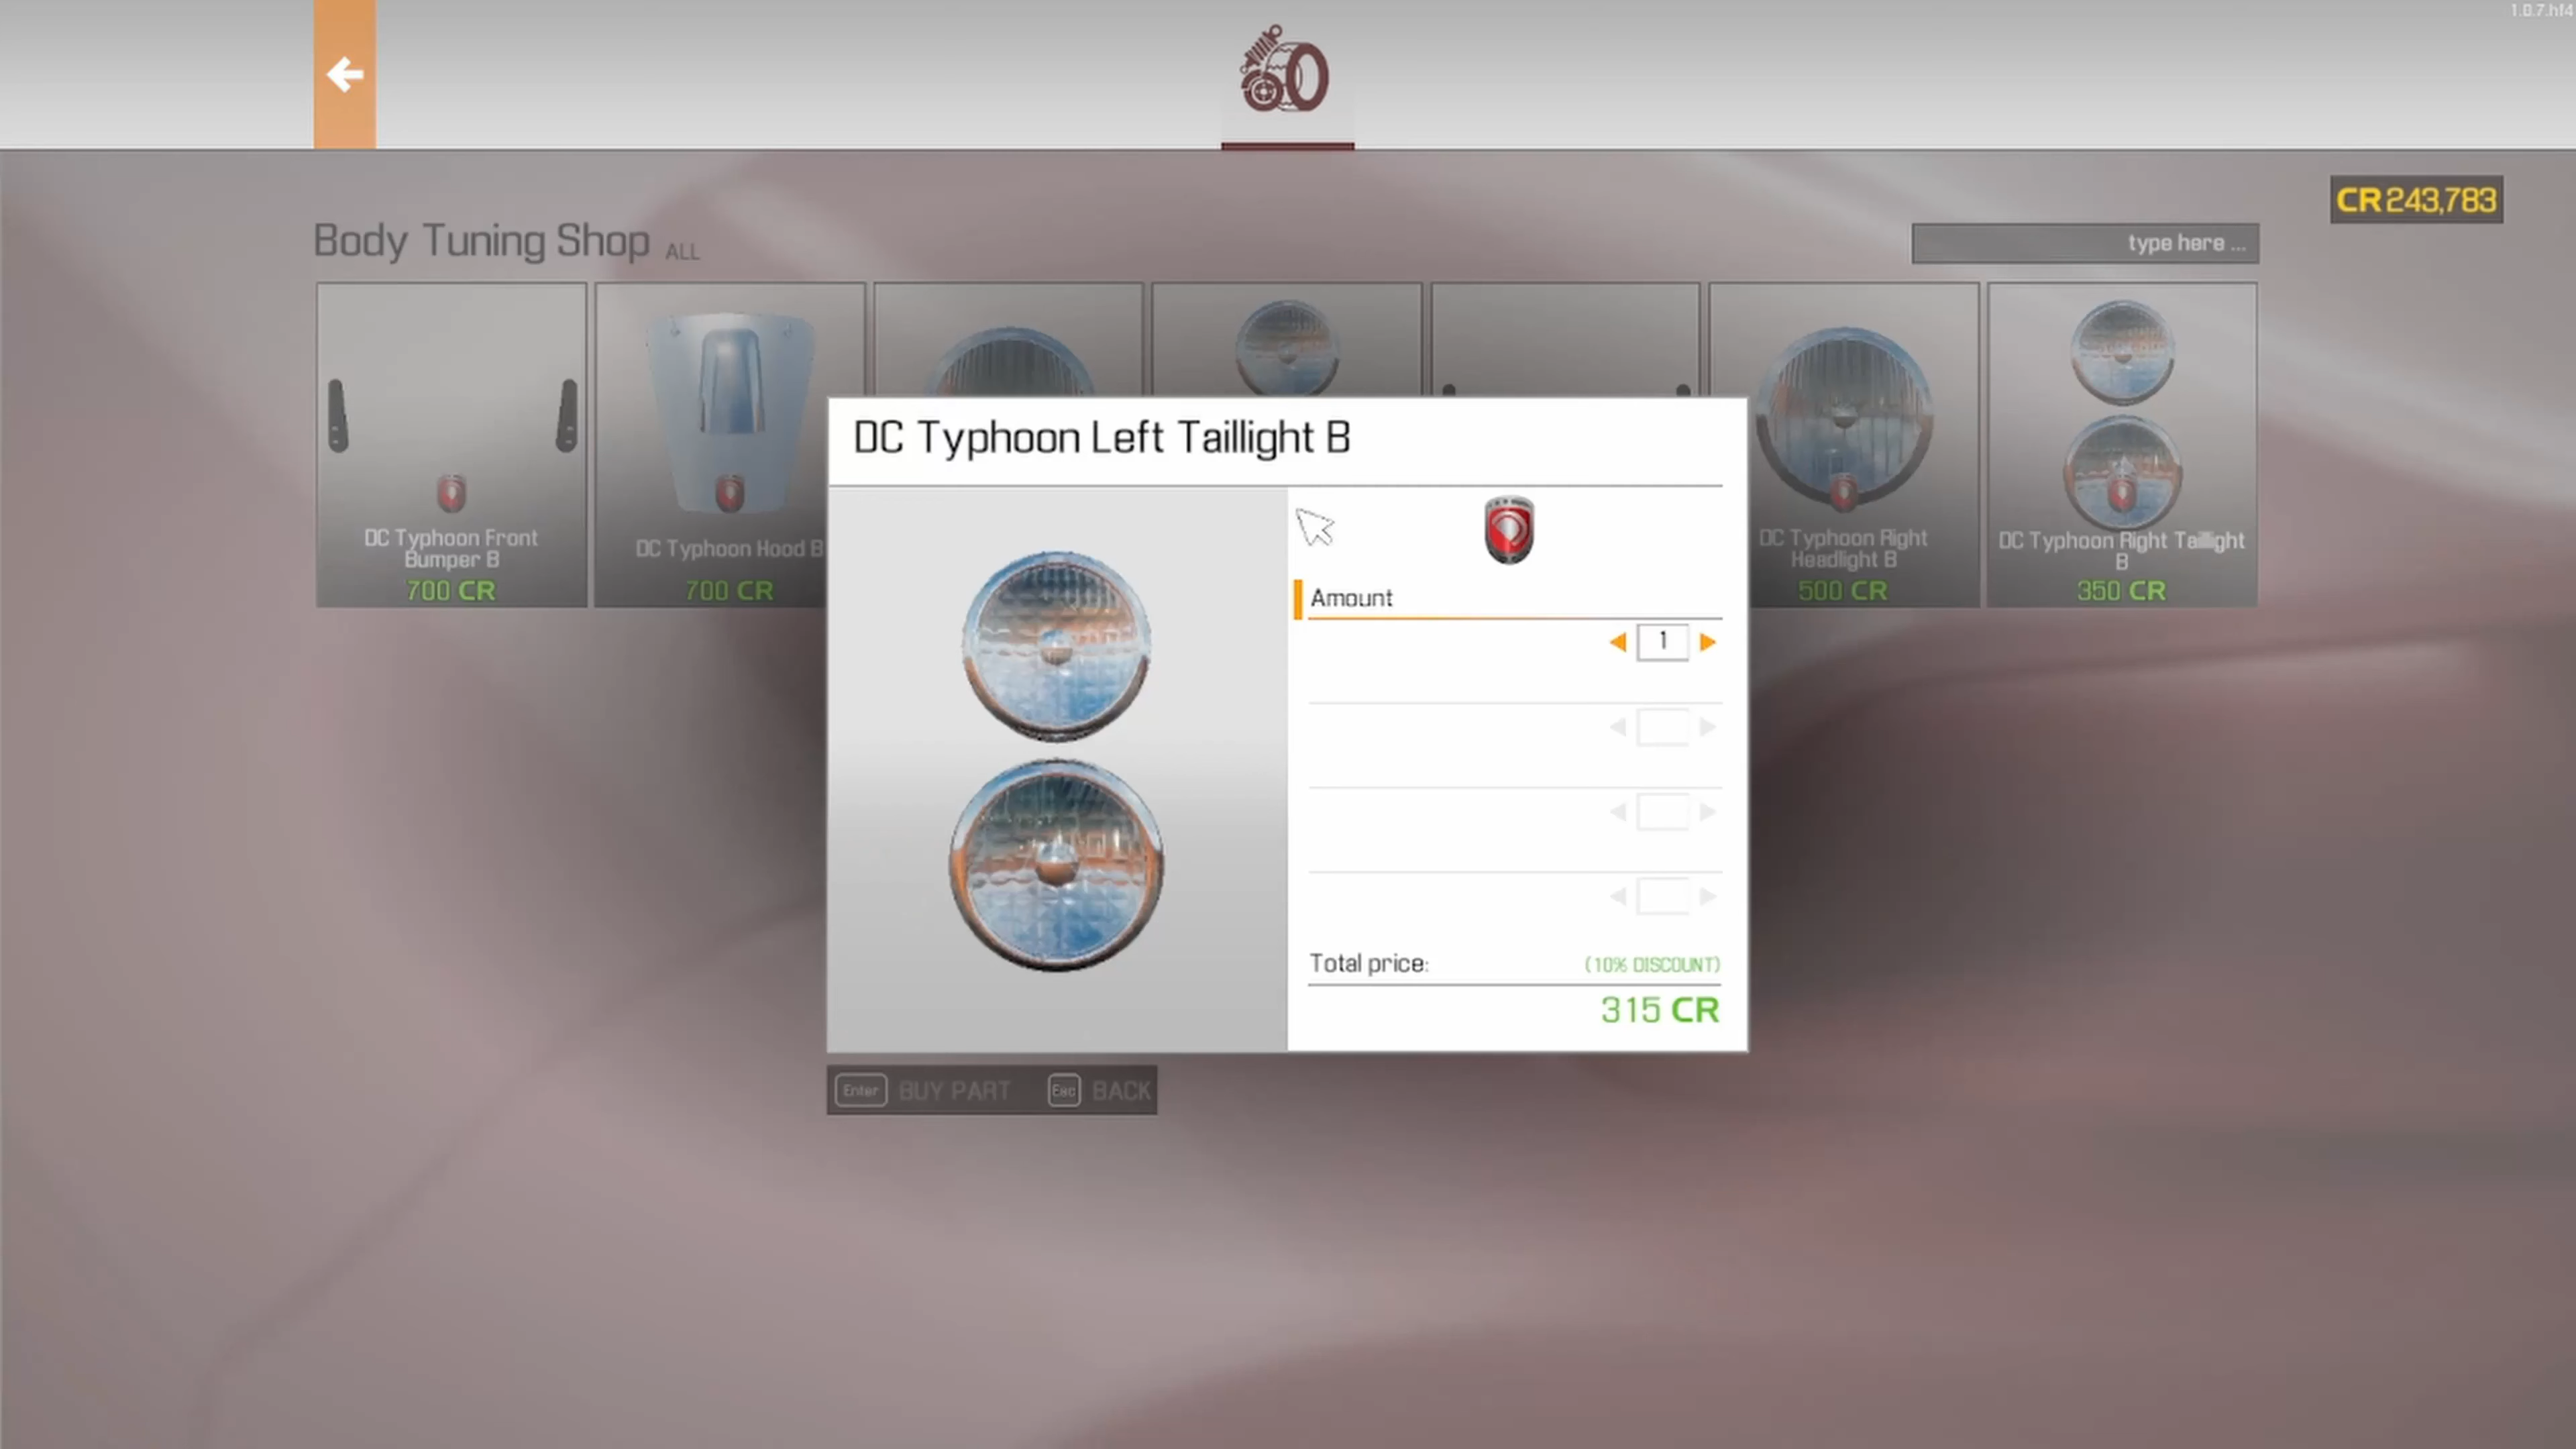 1.0.7.hf4
CR 243,783
Body Tuning Shop ALL
type here ...
DC Typhoon Left Taillight B
DC Typhoon Front
Bumper B
700 CR
DC Typhoon Hood B
700 CR
DC Typhoon Right
Headlight B
500 CR
DC Typhoon Right Taillight
B
350 CR
Amount
1
Total price:
(10% DISCOUNT)
315 CR
Enter BUY PART Esc BACK